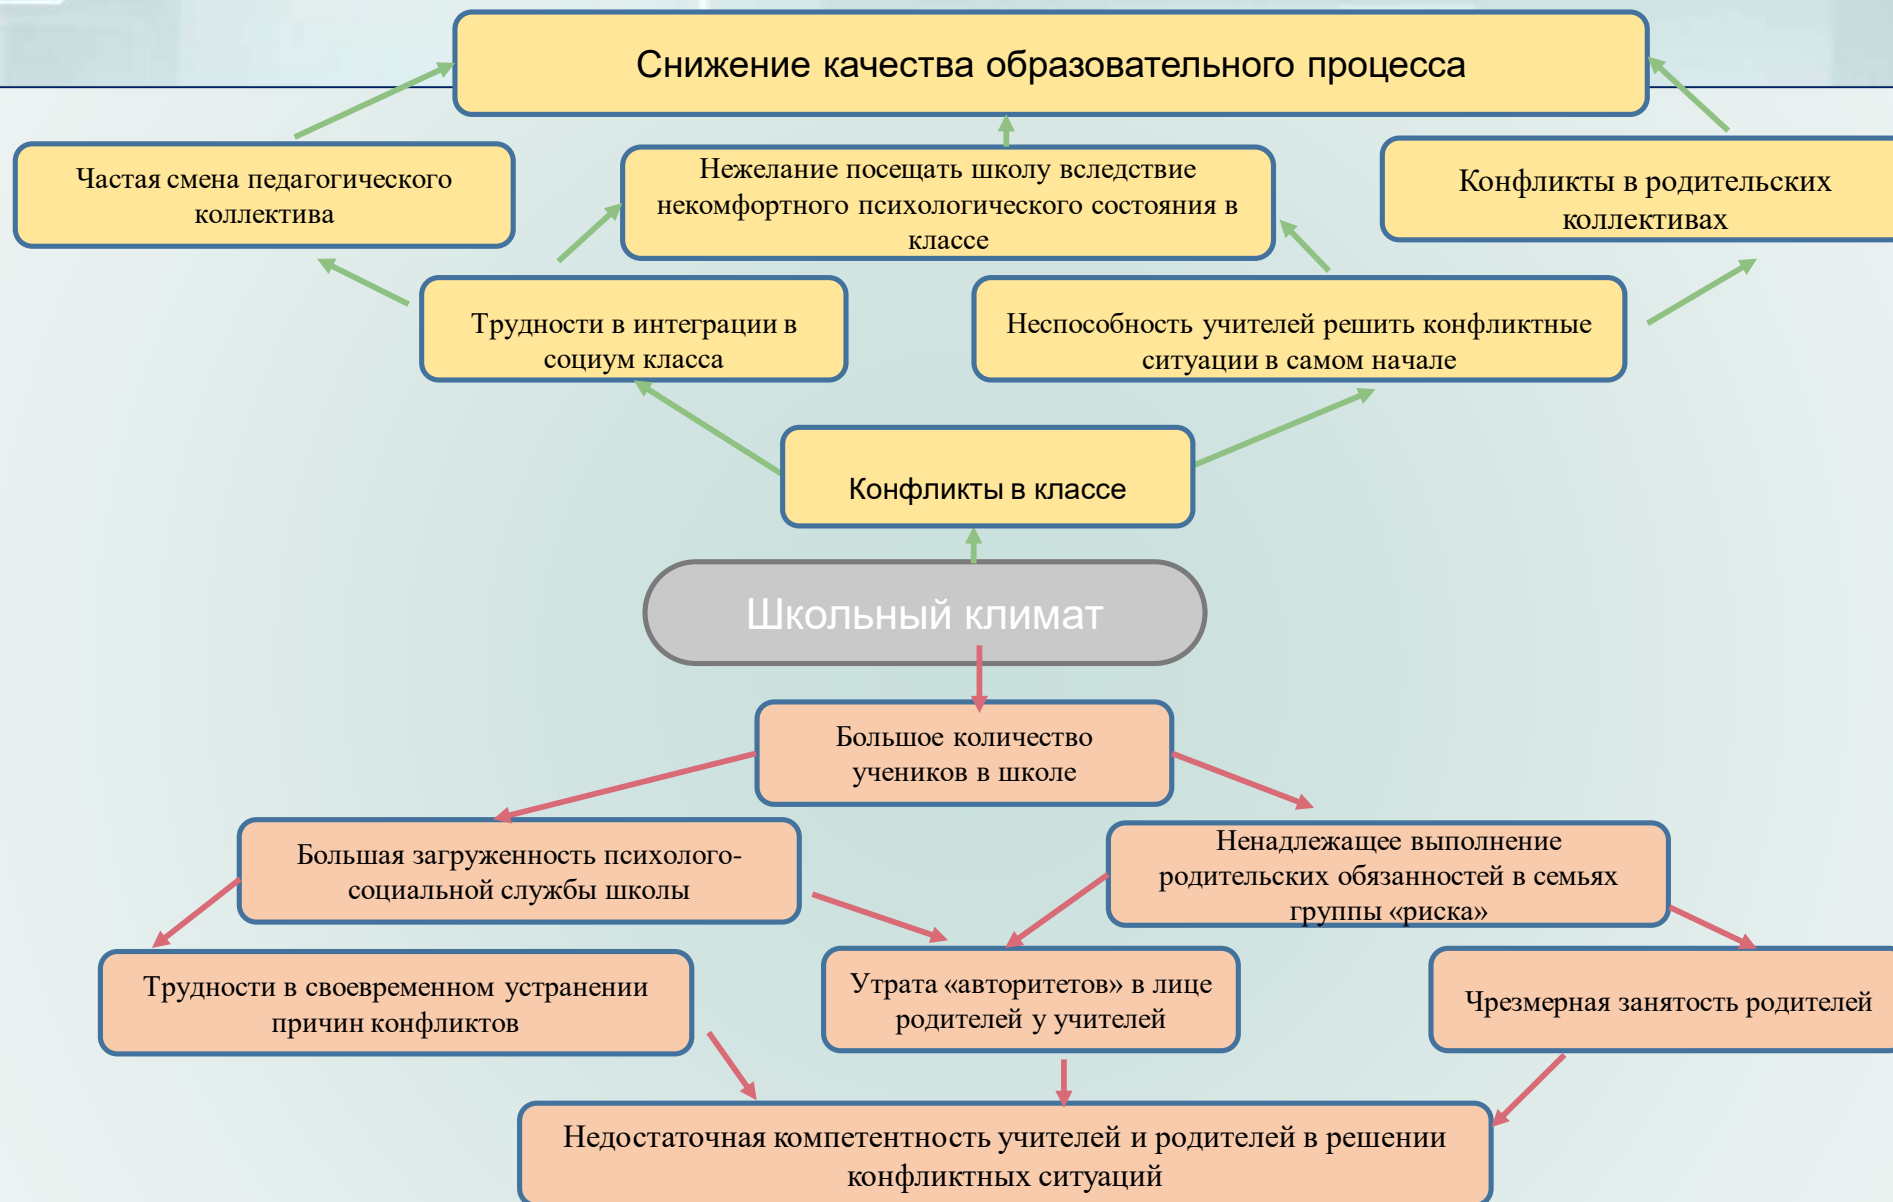 Снижение качества образовательного процесса
Частая смена педагогического
коллектива
Нежелание посещать школу вследствие
некомфортного психологического состояния в
классе
Конфликты в родительских
коллективах
Трудности в интеграции в
социум класса
Неспособность учителей решить конфликтные
ситуации в самом начале
Конфликты в классе
Школьный климат
Большое количество
учеников в школе
Большая загруженность психолого-
социальной службы школы
Ненадлежащее выполнение
родительских обязанностей в семьях
группы «риска»
Трудности в своевременном устранении
причин конфликтов
Утрата «авторитетов» в лице
родителей у учителей
Чрезмерная занятость родителей
Недостаточная компетентность учителей и родителей в решении
конфликтных ситуаций